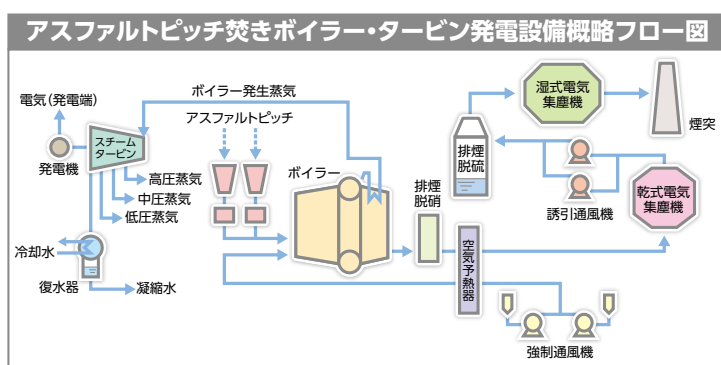 アスファルトピッチ焚きボイラー・タービン発電設備概略フロー図
電気(発電端)
ボイラー発生蒸気
アスファルトピッチ
スチーム
タービン
発電機
高圧蒸気
中圧蒸気
低圧蒸気
冷却水
復水器
凝縮水
ボイラー
排煙
脱硝
空気予熱器
排煙
脱硫
湿式電気
集塵機
煙突
誘引通風機
乾式電気
集塵機
強制通風機